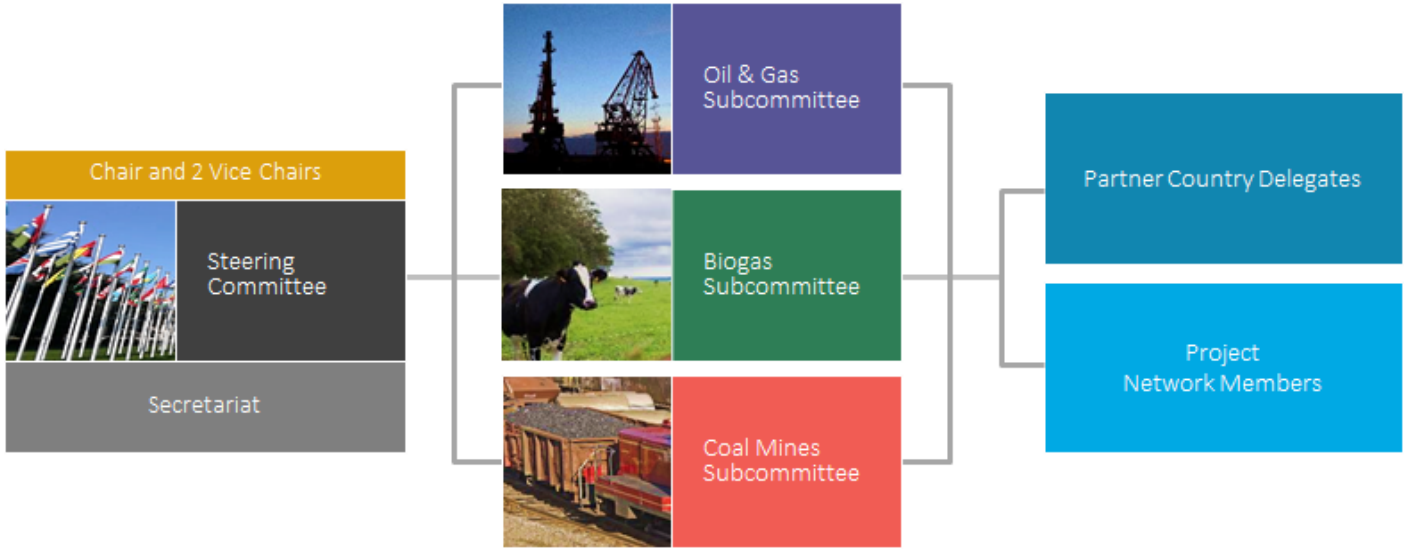 Chair and 2 Vice Chairs
Steering
Committee
Secretariat
Oil & Gas
Subcommittee
Biogas
Subcommittee
Coal Mines
Subcommittee
Partner Country Delegates
Project
Network Members